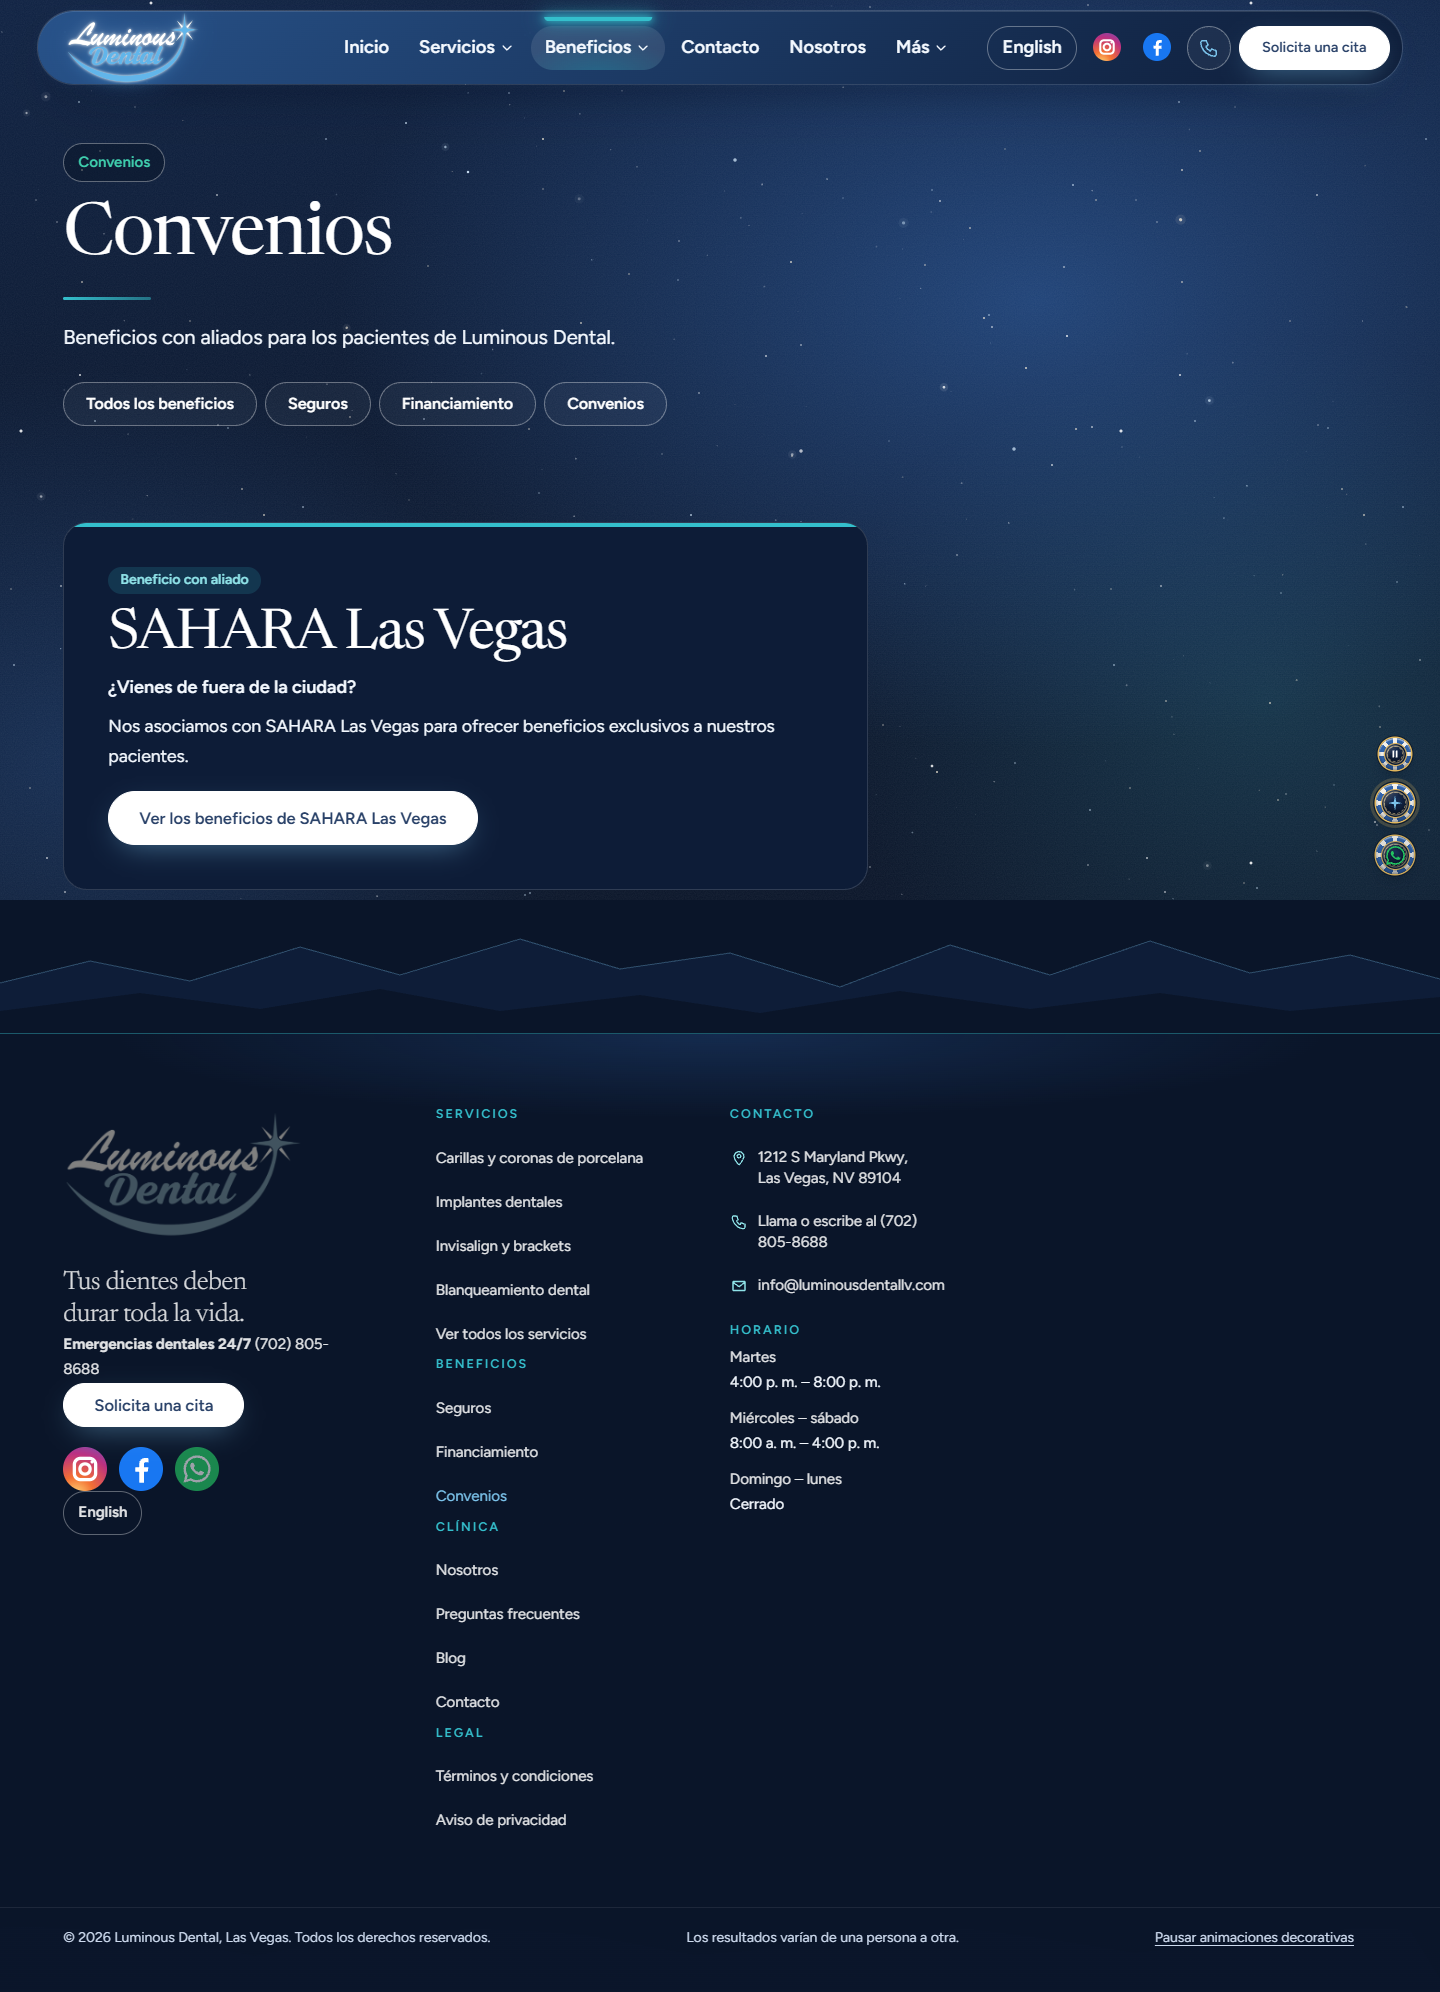 Luminous
Dental
Inicio
Servicios
Beneficios
Contacto
Nosotros
Más
English
Solicita una cita
Convenios
Convenios
Beneficios con aliados para los pacientes de Luminous Dental.
Todos los beneficios
Seguros
Financiamiento
Convenios
Beneficio con aliado
SAHARA Las Vegas
¿Vienes de fuera de la ciudad?
Nos asociamos con SAHARA Las Vegas para ofrecer beneficios exclusivos a nuestros
pacientes.
Ver los beneficios de SAHARA Las Vegas
Luminous
Dental
Tus dientes deben
durar toda la vida.
Emergencias dentales 24/7 (702) 805-
8688
Solicita una cita
English
SERVICIOS
Carillas y coronas de porcelana
Implantes dentales
Invisalign y brackets
Blanqueamiento dental
Ver todos los servicios
BENEFICIOS
Seguros
Financiamiento
Convenios
CLÍNICA
Nosotros
Preguntas frecuentes
Blog
Contacto
LEGAL
Términos y condiciones
Aviso de privacidad
CONTACTO
1212 S Maryland Pkwy,
Las Vegas, NV 89104
Llama o escribe al (702)
805-8688
info@luminousdentallv.com
HORARIO
Martes
4:00 p. m. – 8:00 p. m.
Miércoles – sábado
8:00 a. m. – 4:00 p. m.
Domingo – lunes
Cerrado
© 2026 Luminous Dental, Las Vegas. Todos los derechos reservados.
Los resultados varían de una persona a otra.
Pausar animaciones decorativas